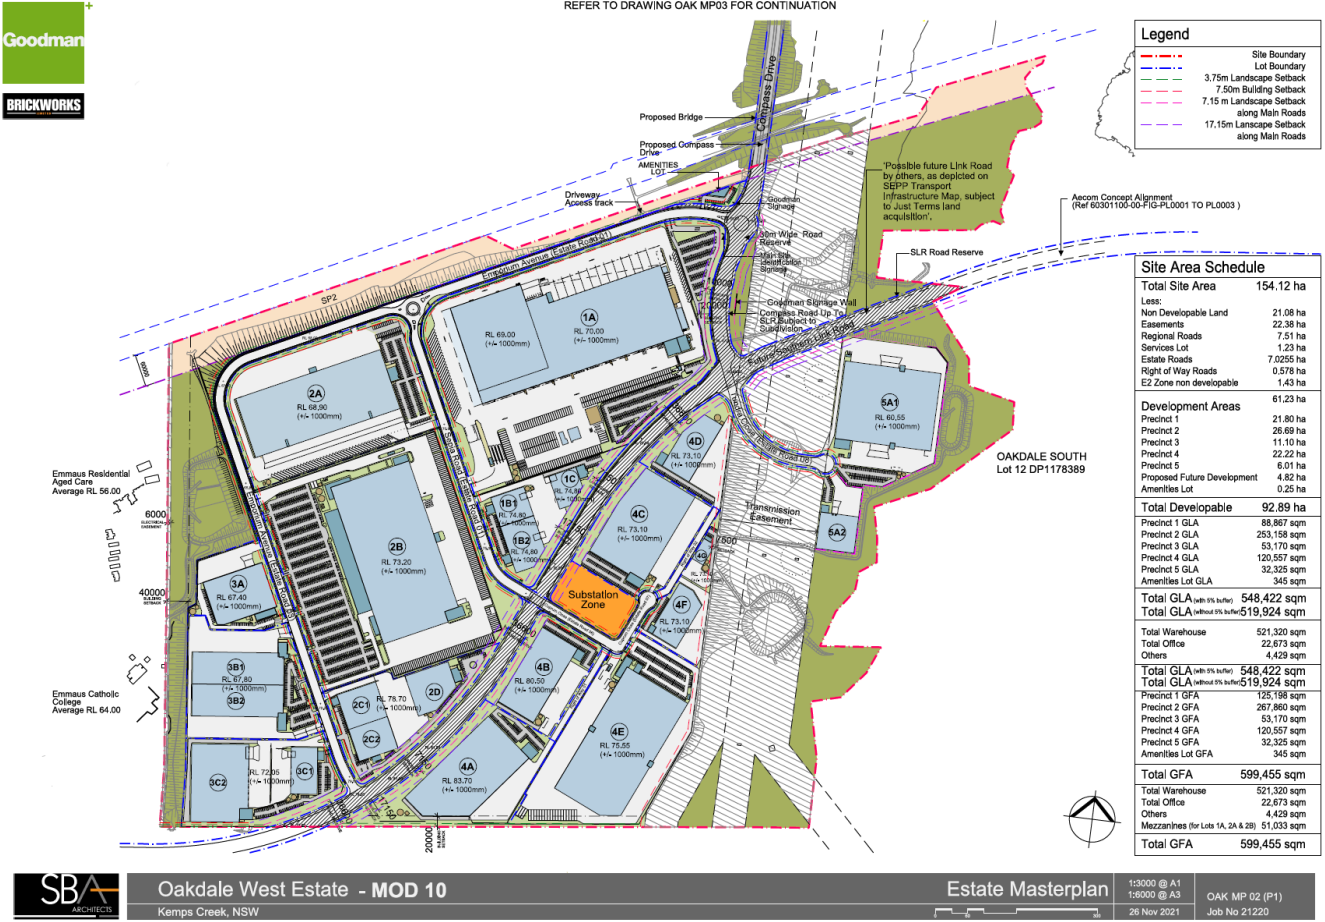 REFER TO DRAWING OAK MP03 FOR CONTINUATION
Goodman
BRICKWORKS
Legend
Site Boundary
Lot Boundary
3.75m Landscape Setback
7.50m Building Setback
7.15 m Landscape Setback
along Main Roads
17.15m Lanscape Setback
along Main Roads
Compass Drive
Proposed Bridge
Proposed Compass
Drive
AMENITIES
LOT
Driveway
Access track
Goodman
Signage
30m Wide Road
Reserve
Main Site
Identification
Signage
Goodman Signage Wall
Compass Road Up To
SLR Subject to
Subdivision
'Possible future Link Road
by others, as depicted on
SEPP Transport
Infrastructure Map, subject
to Just Terms land
acquisition',
Aecom Concept Alignment
(Ref 60301100-00-FIG-PL0001 TO PL0003 )
SLR Road Reserve
Future Southern Link Road
Emporium Avenue (Estate Road 01)
SP2
1A
RL 69.00
(+/- 1000mm)
RL 70.00
(+/- 1000mm)
2A
RL 68.90
(+/- 1000mm)
5A1
RL 60.55
(+/- 1000mm)
5A2
OAKDALE SOUTH
Lot 12 DP1178389
4D
RL 73.10
(+/- 1000mm)
1C
RL 74.80
1B1
RL 74.80
(+/- 1000mm)
1B2
RL 74.80
(+/- 1000mm)
4C
RL 73.10
(+/- 1000mm)
Transmission
Easement
2B
RL 73.20
(+/- 1000mm)
Emmaus Residential
Aged Care
Average RL 56.00
6000
ELECTRICAL
EASEMENT
40000
BUILDING
SETBACK
3A
RL 67.40
(+/- 1000mm)
Substation
Zone
4G
4F
RL 73.10
(+/- 1000mm)
3B1
RL 67.80
(+/- 1000mm)
3B2
Emmaus Catholic
College
Average RL 64.00
4B
RL 80.50
(+/- 1000mm)
2D
RL 78.70
(+/- 1000mm)
2C1
2C2
4E
RL 75.55
(+/- 1000mm)
4A
RL 83.70
(+/- 1000mm)
3C2
RL 72.05
(+/- 1000mm)
3C1
20000
BUILDING
SETBACK
Site Area Schedule
Total Site Area 154.12 ha
Less:
Non Developable Land 21.08 ha
Easements 22.38 ha
Regional Roads 7.51 ha
Services Lot 1.23 ha
Estate Roads 7.0255 ha
Right of Way Roads 0.578 ha
E2 Zone non developable 1.43 ha
61,23 ha
Development Areas
Precinct 1 21.80 ha
Precinct 2 26.69 ha
Precinct 3 11.10 ha
Precinct 4 22.22 ha
Precinct 5 6.01 ha
Proposed Future Development 4.82 ha
Amenities Lot 0.25 ha
Total Developable 92.89 ha
Precinct 1 GLA 88,867 sqm
Precinct 2 GLA 253,158 sqm
Precinct 3 GLA 53,170 sqm
Precinct 4 GLA 120,557 sqm
Precinct 5 GLA 32,325 sqm
Amenities Lot GLA 345 sqm
Total GLA (with 5% buffer) 548,422 sqm
Total GLA (without 5% buffer) 519,924 sqm
Total Warehouse 521,320 sqm
Total Office 22,673 sqm
Others 4,429 sqm
Total GLA (with 5% buffer) 548,422 sqm
Total GLA (without 5% buffer) 519,924 sqm
Precinct 1 GFA 125,198 sqm
Precinct 2 GFA 267,860 sqm
Precinct 3 GFA 53,170 sqm
Precinct 4 GFA 120,557 sqm
Precinct 5 GFA 32,325 sqm
Amenities Lot GFA 345 sqm
Total GFA 599,455 sqm
Total Warehouse 521,320 sqm
Total Office 22,673 sqm
Others 4,429 sqm
Mezzanines (for Lots 1A, 2A & 2B) 51,033 sqm
Total GFA 599,455 sqm
SBA
ARCHITECTS
Oakdale West Estate - MOD 10
Kemps Creek, NSW
Estate Masterplan
1:3000 @ A1
1:6000 @ A3
26 Nov 2021
OAK MP 02 (P1)
Job No 21220